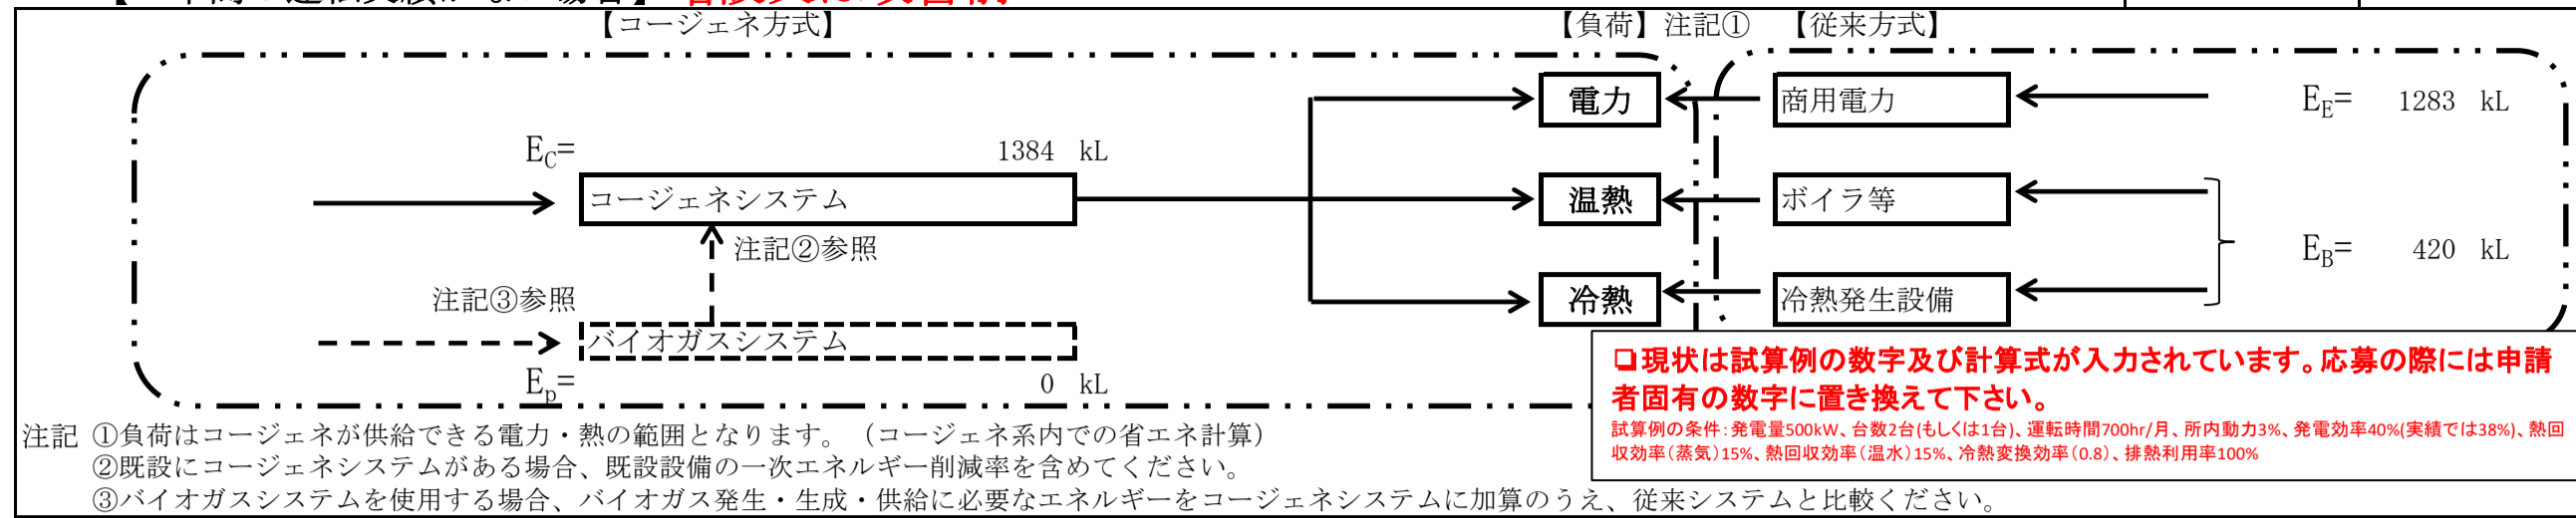 【コージェネ方式】
【負荷】注記①
【従来方式】
電力
商用電力
E_E= 1283 kL
E_C= 1384 kL
コージェネシステム
温熱
ボイラ等
注記②参照
E_B= 420 kL
注記③参照
冷熱
冷熱発生設備
バイオガスシステム
E_p= 0 kL
❑現状は試算例の数字及び計算式が入力されています。応募の際には申請
者固有の数字に置き換えて下さい。
試算例の条件：発電量500kW、台数2台(もしくは1台)、運転時間700hr/月、所内動力3%、発電効率40%(実績では38%)、熱回
収効率（蒸気）15%、熱回収効率（温水）15%、冷熱変換効率（0.8）、排熱利用率100%
注記 ①負荷はコージェネが供給できる電力・熱の範囲となります。（コージェネ系内での省エネ計算）
②既設にコージェネシステムがある場合、既設設備の一次エネルギー削減率を含めてください。
③バイオガスシステムを使用する場合、バイオガス発生・生成・供給に必要なエネルギーをコージェネシステムに加算のうえ、従来システムと比較ください。